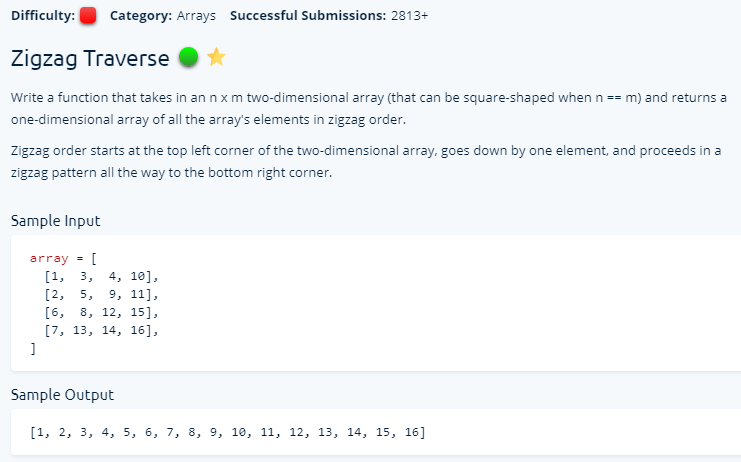 Difficulty: Category: Arrays Successful Submissions: 2813+
Zigzag Traverse
Write a function that takes in an n x m two-dimensional array (that can be square-shaped when n == m) and returns a
one-dimensional array of all the array's elements in zigzag order.
Zigzag order starts at the top left corner of the two-dimensional array, goes down by one element, and proceeds in a
zigzag pattern all the way to the bottom right corner.
Sample Input
array = [
[1, 3, 4, 10],
[2, 5, 9, 11],
[6, 8, 12, 15],
[7, 13, 14, 16],
]
Sample Output
[1, 2, 3, 4, 5, 6, 7, 8, 9, 10, 11, 12, 13, 14, 15, 16]